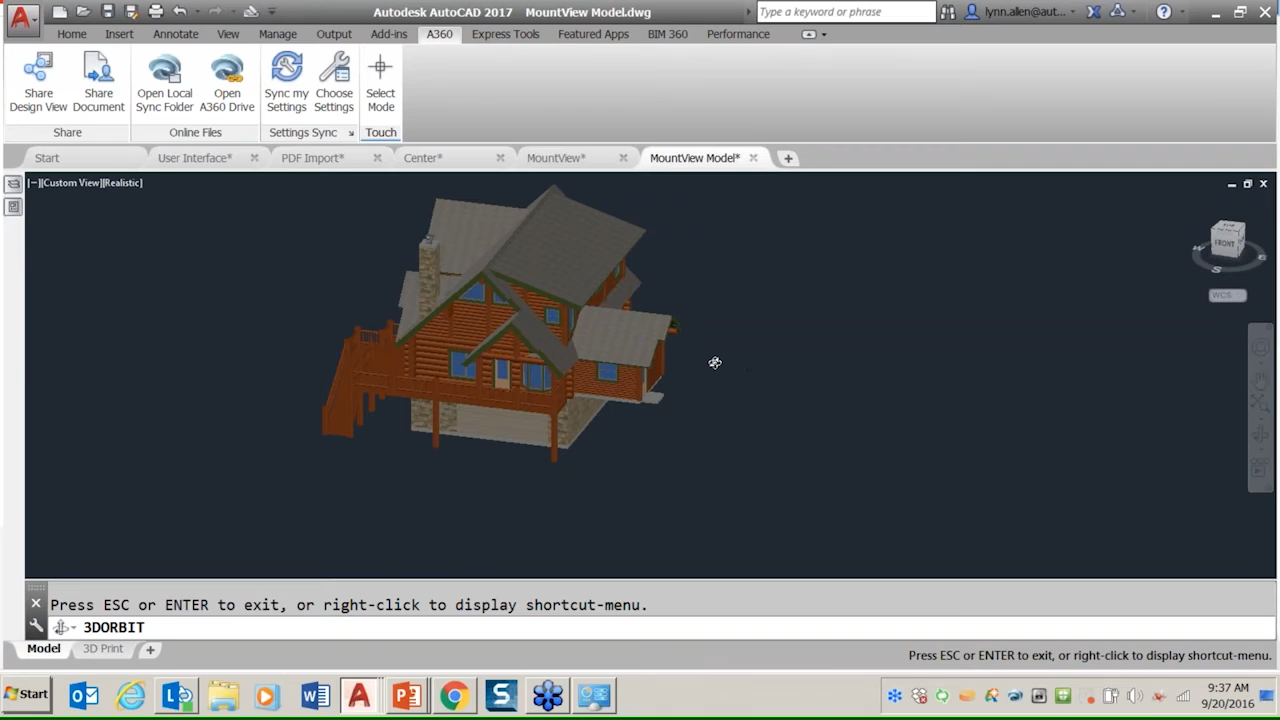 Autodesk AutoCAD 2017 MountView Model.dwg
Type a keyword or phrase
lynn.allen@aut...
Home Insert Annotate View Manage Output Add-ins A360 Express Tools Featured Apps BIM 360 Performance
Share Design View
Share Document
Open Local Sync Folder
Open A360 Drive
Sync my Settings
Choose Settings
Select Mode
Share Online Files Settings Sync Touch
Start User Interface* PDF Import* Center* MountView* MountView Model*
[−][Custom View][Realistic]
FRONT
S
WCS
Press ESC or ENTER to exit, or right-click to display shortcut-menu.
3DORBIT
Model 3D Print
Press ESC or ENTER to exit, or right-click to display shortcut-menu.
Start
9:37 AM
9/20/2016